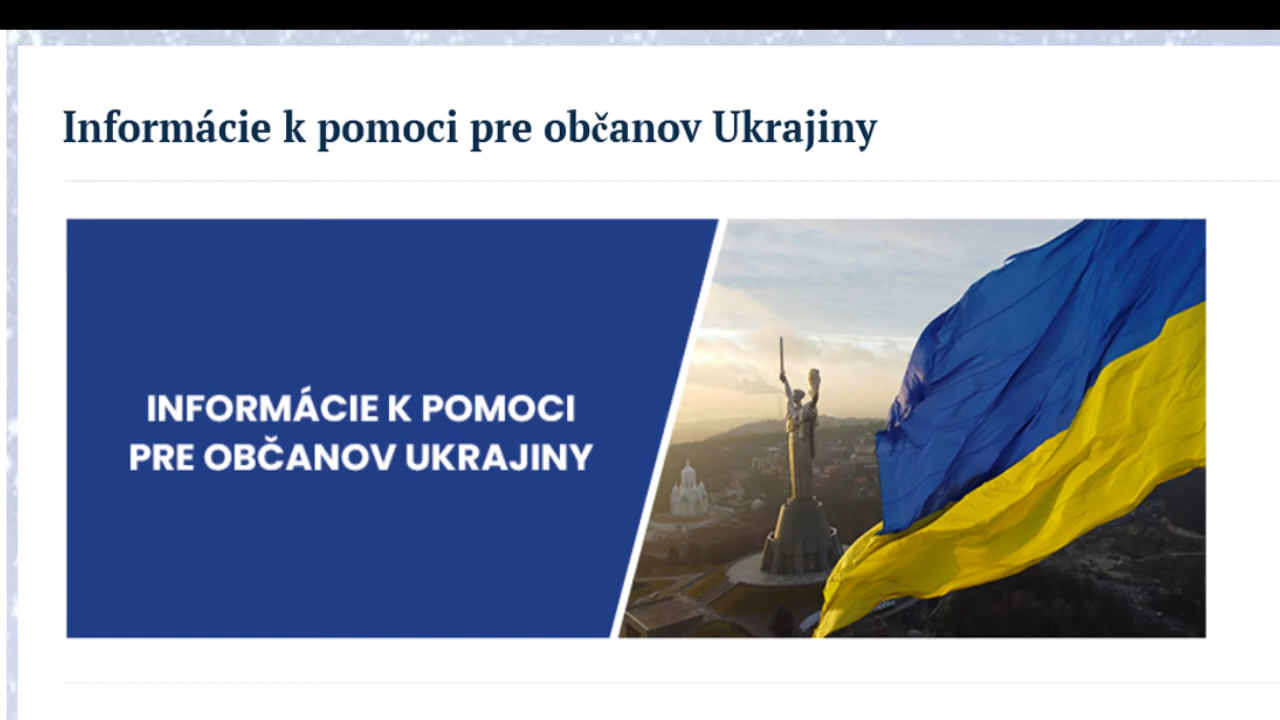 Informácie k pomoci pre občanov Ukrajiny
INFORMÁCIE K POMOCI
PRE OBČANOV UKRAJINY